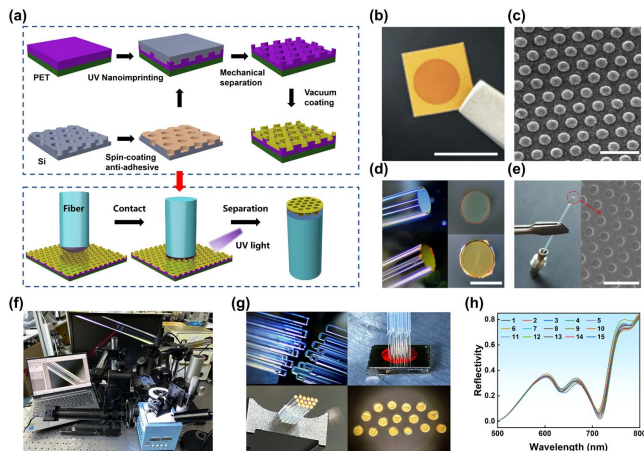 (a)
PET
UV Nanoimprinting
Mechanical
separation
Vacuum
coating
Si
Spin-coating
anti-adhesive
Fiber
Contact
Separation
UV light
(b)
(c)
(d)
(e)
(f)
(g)
(h)
0.8
0.6
0.4
0.2
0.0
Reflectivity
1 2 3 4 5
6 7 8 9 10
11 12 13 14 15
500 600 700 800
Wavelength (nm)